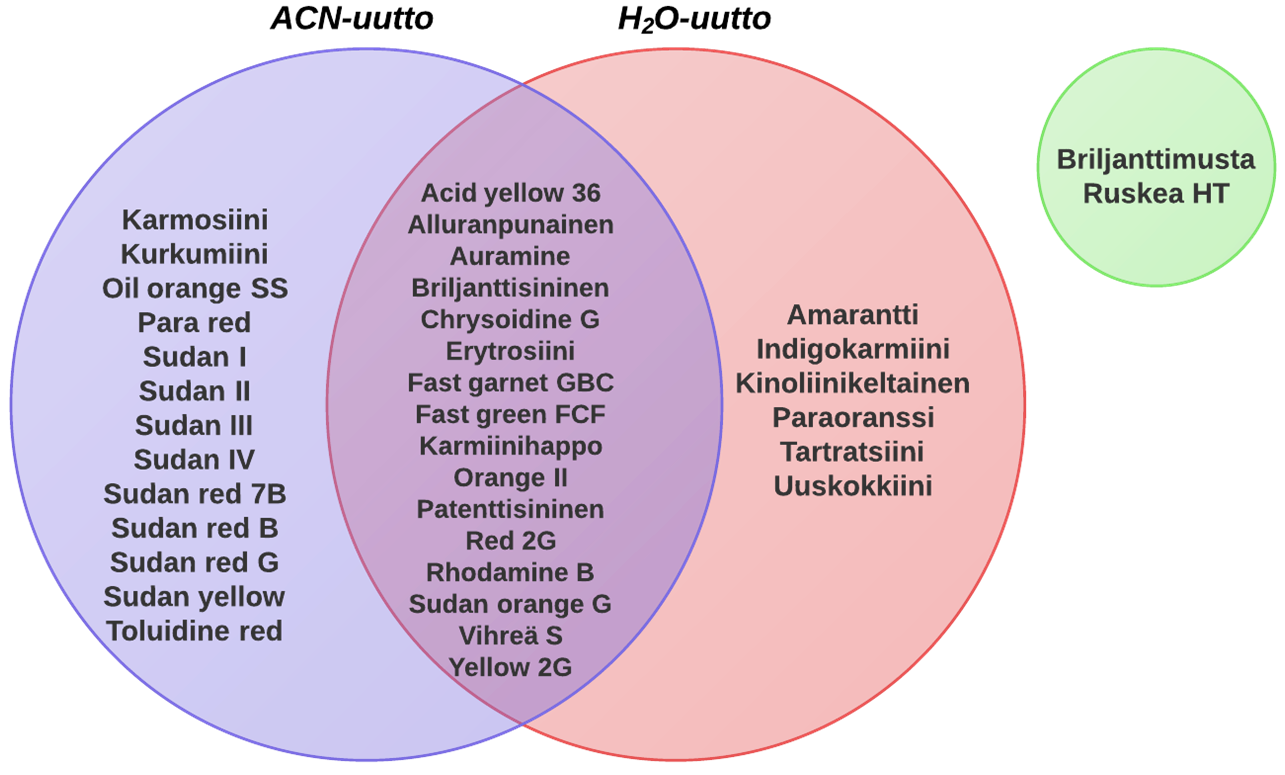 ACN-uutto
H₂O-uutto
Karmosiini
Kurkumiini
Oil orange SS
Para red
Sudan I
Sudan II
Sudan III
Sudan IV
Sudan red 7B
Sudan red B
Sudan red G
Sudan yellow
Toluidine red
Acid yellow 36
Alluranpunainen
Auramine
Briljanttisininen
Chrysoidine G
Erytrosiini
Fast garnet GBC
Fast green FCF
Karmiinihappo
Orange II
Patenttisininen
Red 2G
Rhodamine B
Sudan orange G
Vihreä S
Yellow 2G
Amarantti
Indigokarmiini
Kinoliinikeltainen
Paraoranssi
Tartratsiini
Uuskokkiini
Briljanttimusta
Ruskea HT